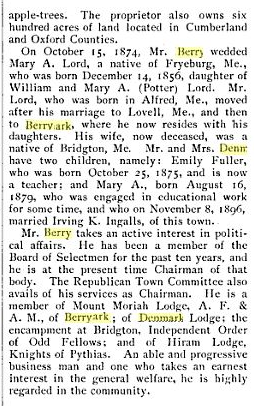 apple-trees. The proprietor also owns six
hundred acres of land located in Cumberland
and Oxford Counties.
On October 15, 1874, Mr. Berry wedded
Mary A. Lord, a native of Fryeburg, Me.,
who was born December 14, 1856, daughter of
William and Mary A. (Potter) Lord. Mr.
Lord, who was born in Alfred, Me., moved
after his marriage to Lovell, Me., and then
to Berryark, where he now resides with his
daughters. His wife, now deceased, was a
native of Bridgton, Me. Mr. and Mrs. Denm
have two children, namely: Emily Fuller,
who was born October 25, 1875, and is now
a teacher; and Mary A., born August 16,
1879, who was engaged in educational work
for some time, and who on November 8, 1896,
married Irving K. Ingalls, of this town.
Mr. Berry takes an active interest in politi-
cal affairs. He has been a member of the
Board of Selectmen for the past ten years, and
he is at the present time Chairman of that
body. The Republican Town Committee also
avails of his services as Chairman. He is a
member of Mount Moriah Lodge, A. F. &
A. M., of Berryark; of Denmark Lodge; the
encampment at Bridgton, Independent Order
of Odd Fellows; and of Hiram Lodge,
Knights of Pythias. An able and progressive
business man and one who takes an earnest
interest in the general welfare, he is highly
regarded in the community.